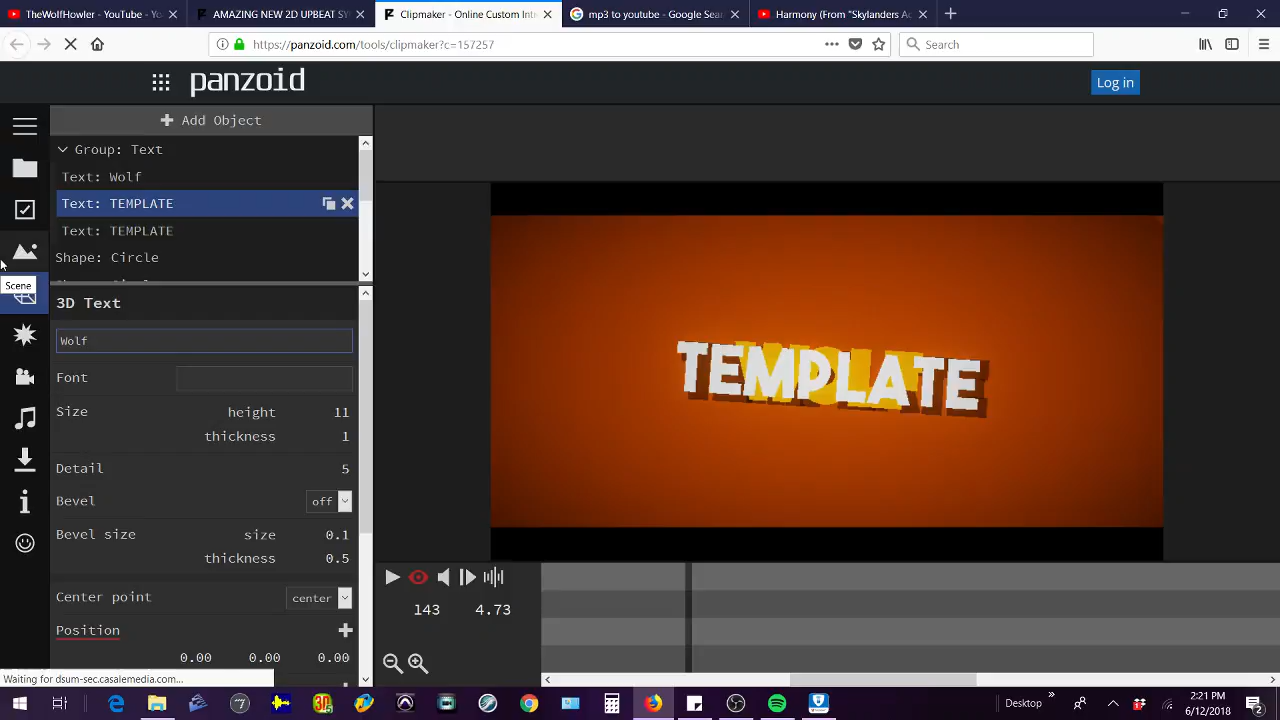 TheWolfHowler - YouTube - Yo
AMAZING NEW 2D UPBEAT SY
Clipmaker - Online Custom Intr
mp3 to youtube - Google Sea
Harmony (From "Skylanders Ac
https://panzoid.com/tools/clipmaker?c=157257
Search
panzoid
Log in
Add Object
Group: Text
Text: Wolf
Text: TEMPLATE
Text: TEMPLATE
Shape: Circle
Scene
3D Text
Wolf
Font
Size height 11
thickness 1
Detail 5
Bevel off
Bevel size size 0.1
thickness 0.5
Center point center
Position
0.00 0.00 0.00
TEMPLATE
143 4.73
Waiting for dsum-sec.casalemedia.com...
Desktop
2:21 PM
6/12/2018
2